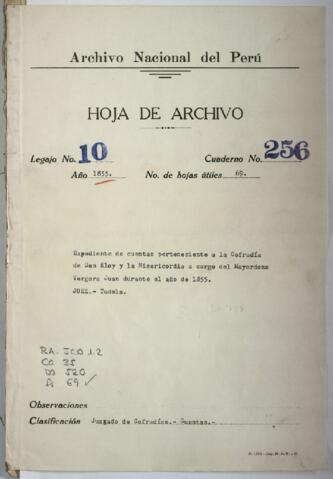 Archivo Nacional del Perú
HOJA DE ARCHIVO
Legajo No. 10 Cuaderno No. 256
Año 1855. No. de hojas útiles 69.
Expediente de cuentas perteneziente a la Cofradía
de San Eloy y la Misericordia a cargo del Mayordomo
Vergara Juan durante el año de 1855.
JUEZ.- Tudela.
RA. JCO 1.2
Ca 25
Do 520
fs 69 ✓
Observaciones
Clasificación Juzgado de Cofradías.- Cuentas.-